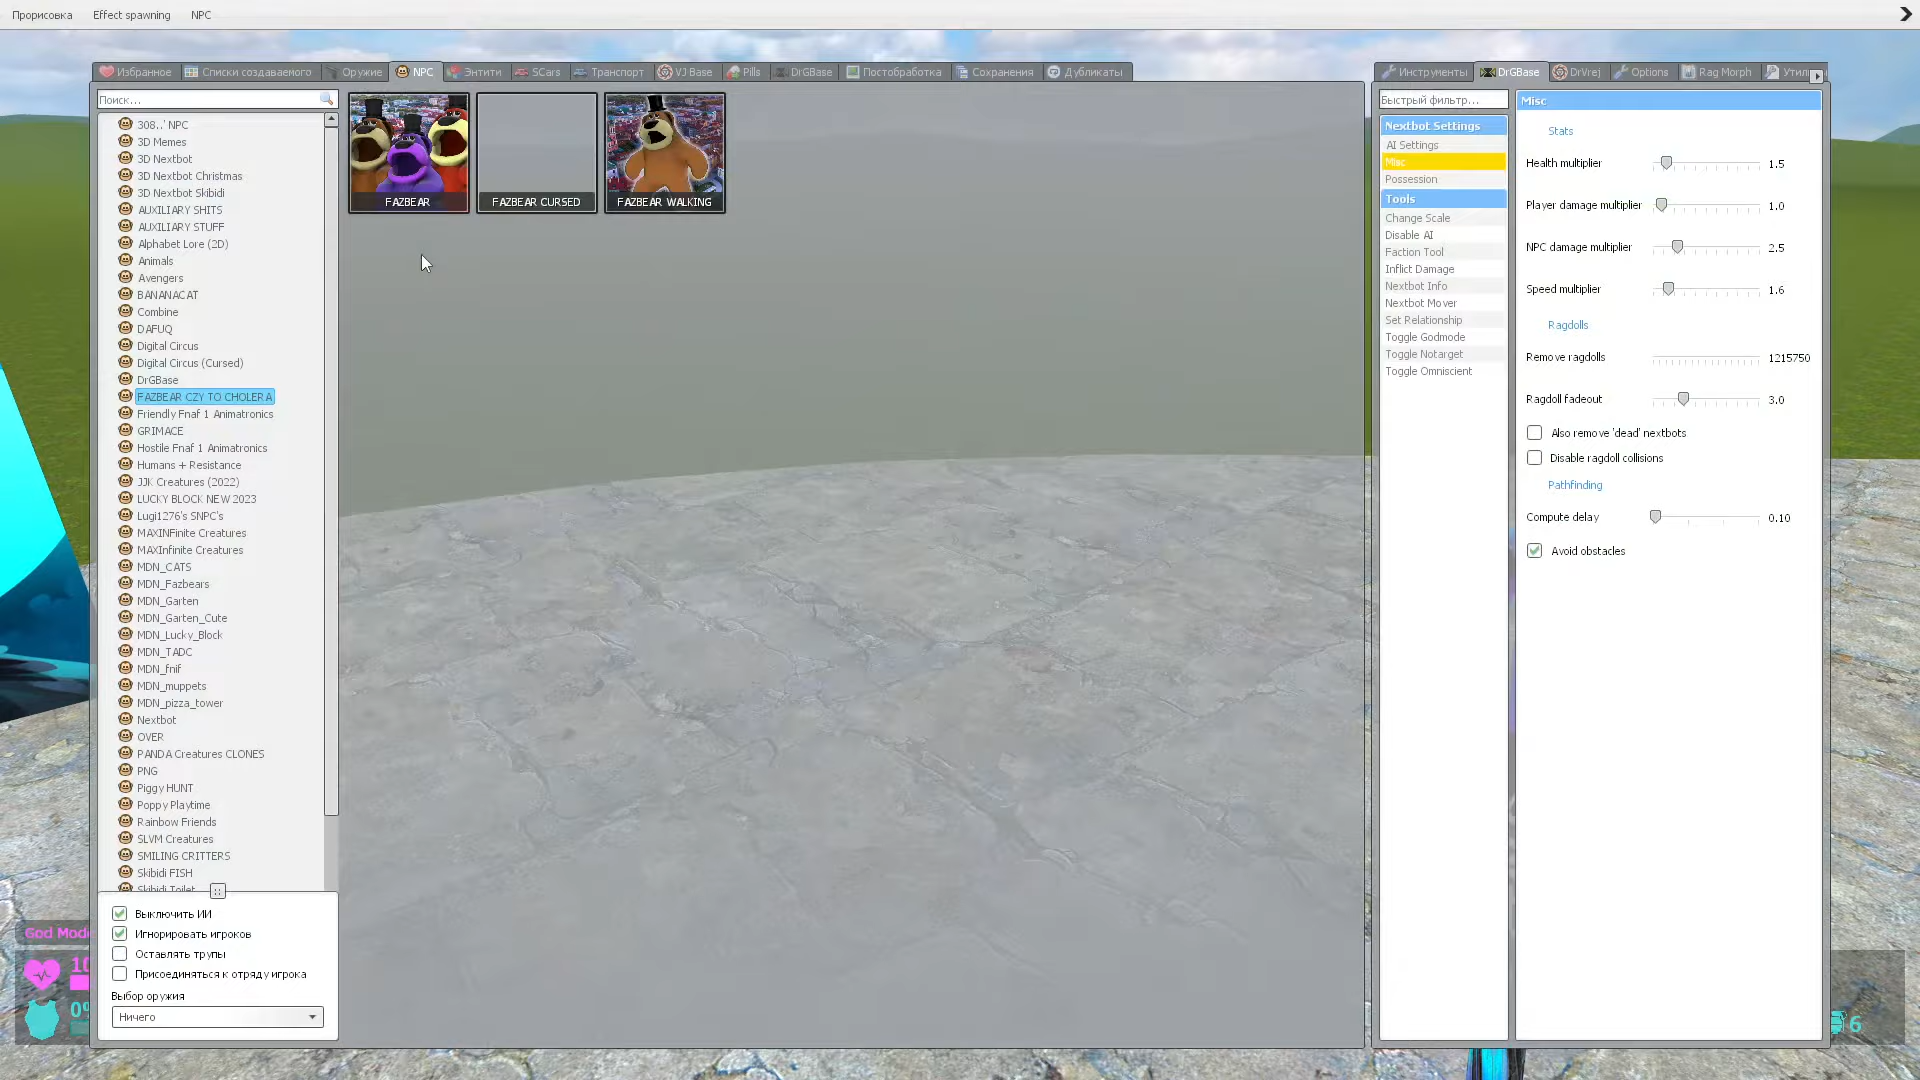 Прорисовка Effect spawning NPC
Избранное Списки создаваемого Оружие NPC Энтити SCars Транспорт VJ Base Pills DrGBase Постобработка Сохранения Дубликаты
Поиск...
308..' NPC
3D Memes
3D Nextbot
3D Nextbot Christmas
3D Nextbot Skibidi
AUXILIARY SHITS
AUXILIARY STUFF
Alphabet Lore (2D)
Animals
Avengers
BANANACAT
Combine
DAFUQ
Digital Circus
Digital Circus (Cursed)
DrGBase
FAZBEAR CZY TO CHOLERA
Friendly Fnaf 1 Animatronics
GRIMACE
Hostile Fnaf 1 Animatronics
Humans + Resistance
JJK Creatures (2022)
LUCKY BLOCK NEW 2023
Lugi1276's SNPC's
MAXINFinite Creatures
MAXInfinite Creatures
MDN_CATS
MDN_Fazbears
MDN_Garten
MDN_Garten_Cute
MDN_Lucky_Block
MDN_TADC
MDN_fnif
MDN_muppets
MDN_pizza_tower
Nextbot
OVER
PANDA Creatures CLONES
PNG
Piggy HUNT
Poppy Playtime
Rainbow Friends
SLVM Creatures
SMILING CRITTERS
Skibidi FISH
Skibidi Toilet
Выключить ИИ
Игнорировать игроков
Оставлять трупы
Присоединяться к отряду игрока
Выбор оружия
Ничего
FAZBEAR
FAZBEAR CURSED
FAZBEAR WALKING
Инструменты DrGBase DrVrej Options Rag Morph
Быстрый фильтр...
Nextbot Settings
AI Settings
Misc
Possession
Tools
Change Scale
Disable AI
Faction Tool
Inflict Damage
Nextbot Info
Nextbot Mover
Set Relationship
Toggle Godmode
Toggle Notarget
Toggle Omniscient
Misc
Stats
Health multiplier 1.5
Player damage multiplier 1.0
NPC damage multiplier 2.5
Speed multiplier 1.6
Ragdolls
Remove ragdolls 1215750
Ragdoll fadeout 3.0
Also remove 'dead' nextbots
Disable ragdoll collisions
Pathfinding
Compute delay 0.10
Avoid obstacles
God Mode
10
0%
6